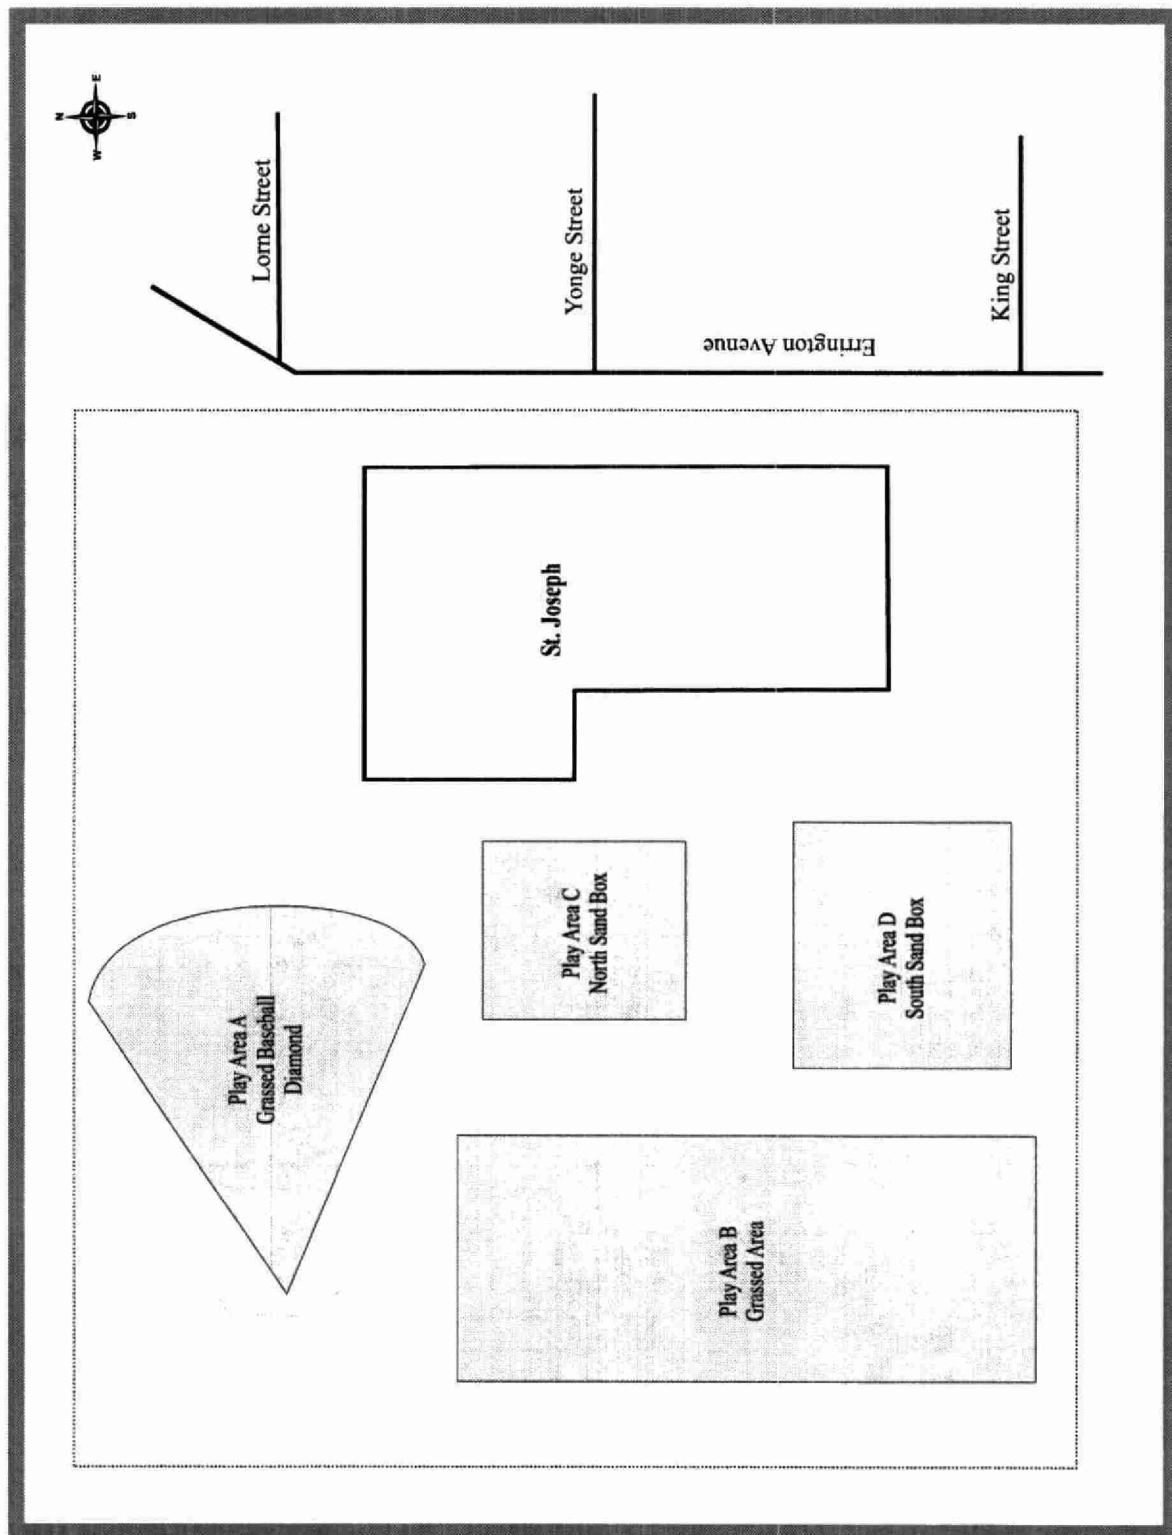 N
E
S
W
Lorne Street
Yonge Street
Errington Avenue
King Street
St. Joseph
Play Area A
Grassed Baseball
Diamond
Play Area C
North Sand Box
Play Area D
South Sand Box
Play Area B
Grassed Area